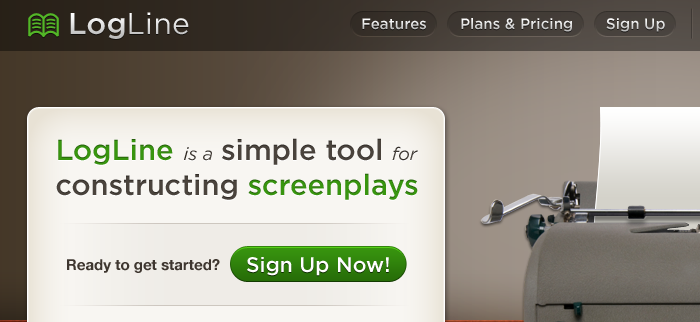 LogLine
Features
Plans & Pricing
Sign Up
LogLine is a simple tool for
constructing screenplays
Ready to get started?
Sign Up Now!